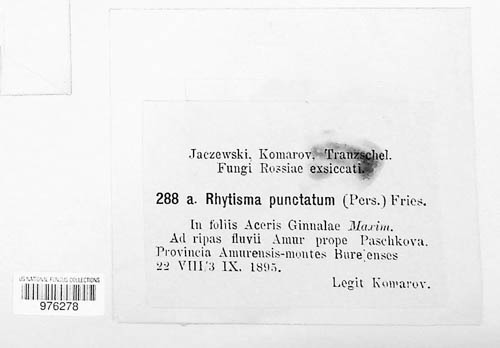 Jaczewski, Komarov, Tranzschel.
Fungi Rossiae exsiccati.
288 a. Rhytisma punctatum (Pers.) Fries.
In foliis Aceris Ginnalae Maxim.
Ad ripas fluvii Amur prope Paschkova.
Provincia Amurensis-montes Burejenses
22 VIII/3 IX. 1895.
Legit Komarov.
US NATIONAL FUNGUS COLLECTIONS
976278